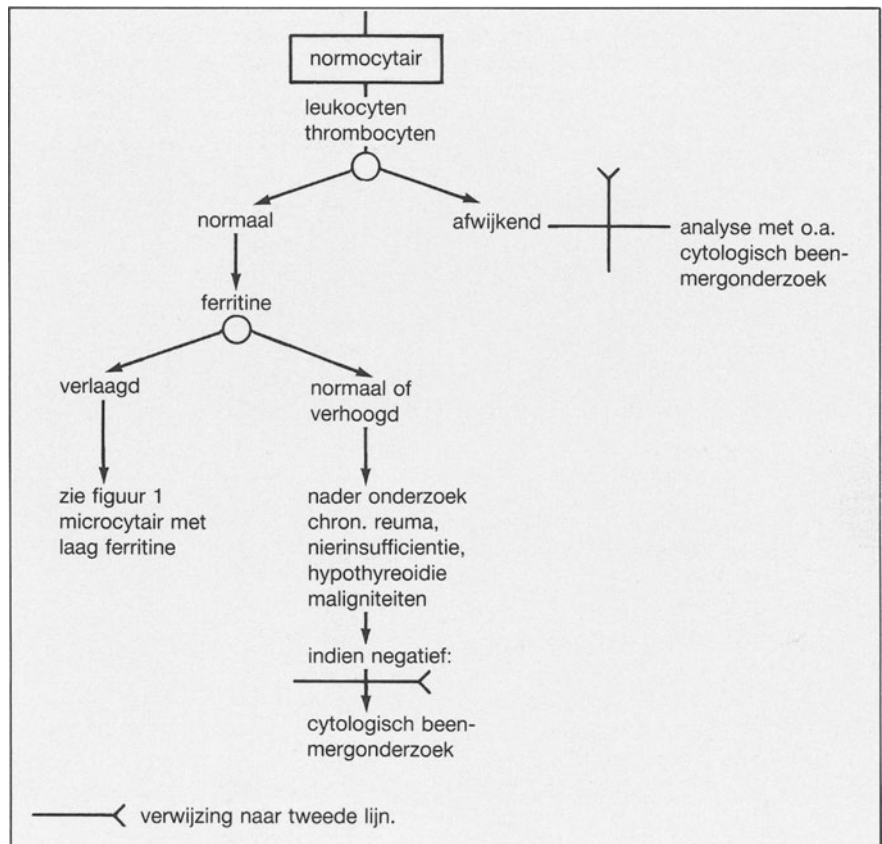 normocytair
leukocyten
thrombocyten
normaal
afwijkend
analyse met o.a.
cytologisch been-
mergonderzoek
ferritine
verlaagd
normaal of
verhoogd
zie figuur 1
microcytair met
laag ferritine
nader onderzoek
chron. reuma,
nierinsufficientie,
hypothyreoidie
maligniteiten
indien negatief:
cytologisch been-
mergonderzoek
verwijzing naar tweede lijn.